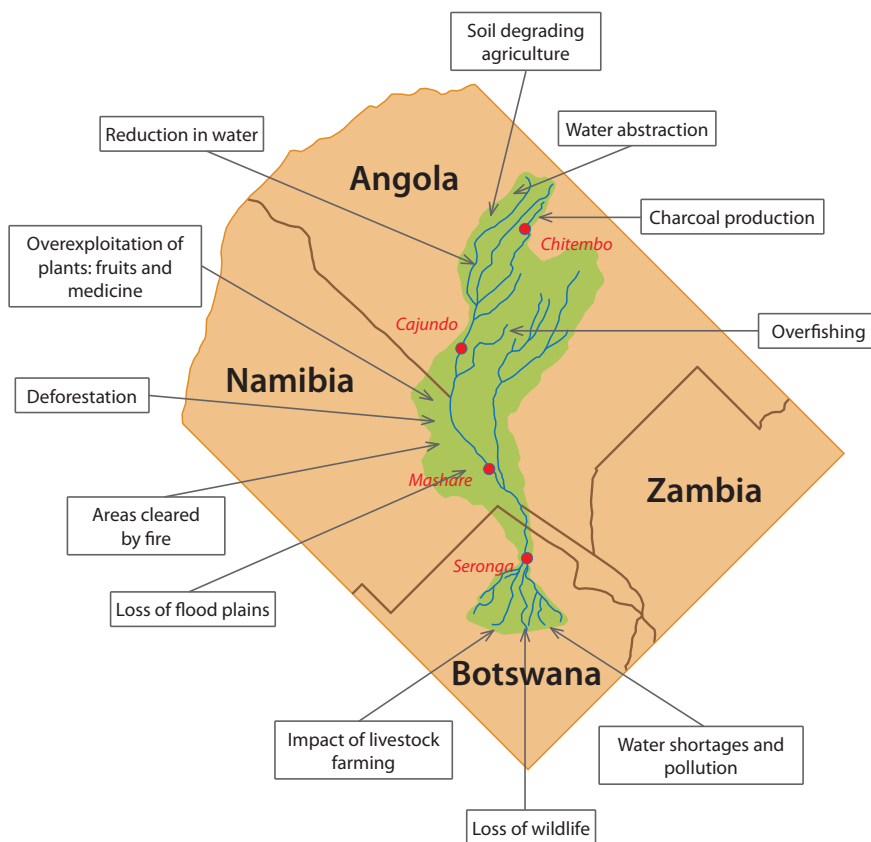 Soil degrading
agriculture
Reduction in water
Water abstraction
Angola
Charcoal production
Chitembo
Overexploitation of
plants: fruits and
medicine
Cajundo
Overfishing
Namibia
Deforestation
Mashare
Zambia
Areas cleared
by fire
Seronga
Loss of flood plains
Botswana
Impact of livestock
farming
Water shortages and
pollution
Loss of wildlife